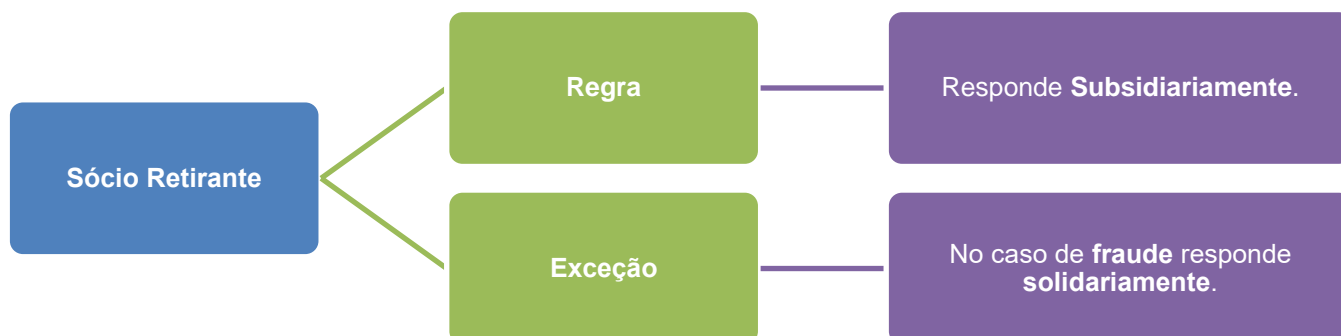 Sócio Retirante
Regra
Responde Subsidiariamente.
Exceção
No caso de fraude responde
solidariamente.